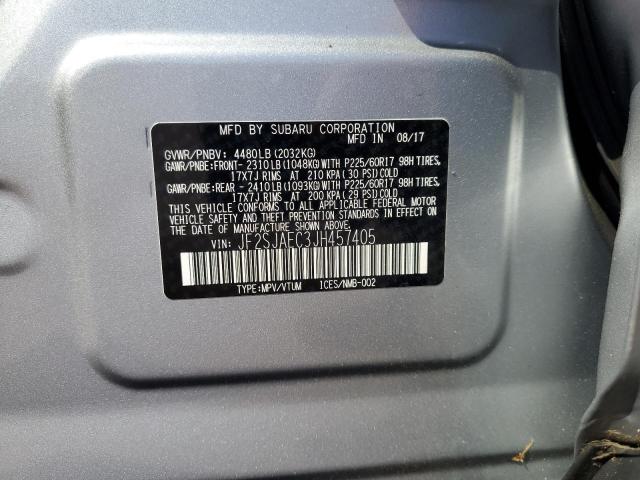 MFD BY SUBARU CORPORATION
MFD IN 08/17
GVWR/PNBV: 4480LB(2032KG)
GAWR/PNBE:FRONT- 2310LB(1048KG)WITH P225/60R17 98H TIRES,
17X7J RIMS AT 210 KPA(30 PSI)COLD
GAWR/PNBE:REAR - 2410LB(1093KG)WITH P225/60R17 98H TIRES,
17X7J RIMS AT 200 KPA(29 PSI)COLD
THIS VEHICLE CONFORMS TO ALL APPLICABLE FEDERAL MOTOR
VEHICLE SAFETY AND THEFT PREVENTION STANDARDS IN EFFECT
ON THE DATE OF MANUFACTURE SHOWN ABOVE.
VIN: JF2SJAEC3JH457405
TYPE:MPV/VTUM ICES/NMB-002